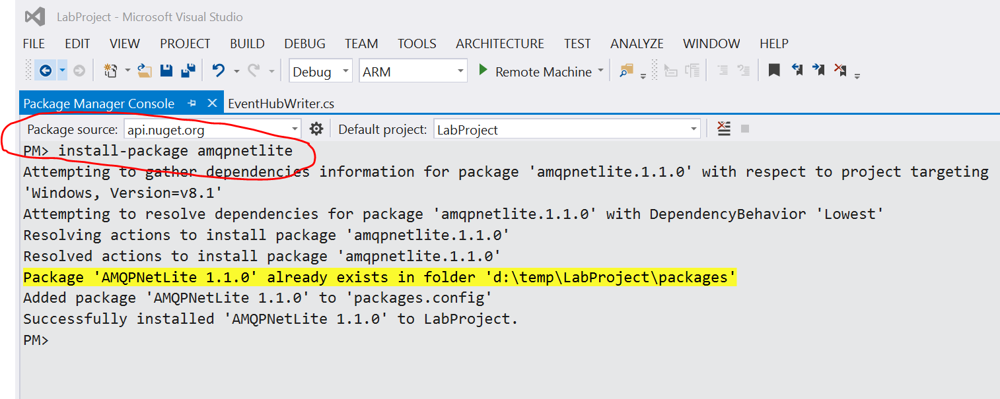 LabProject - Microsoft Visual Studio
FILE EDIT VIEW PROJECT BUILD DEBUG TEAM TOOLS ARCHITECTURE TEST ANALYZE WINDOW HELP
Debug ARM Remote Machine
Package Manager Console EventHubWriter.cs
Package source: api.nuget.org Default project: LabProject
PM> install-package amqpnetlite
Attempting to gather dependencies information for package 'amqpnetlite.1.1.0' with respect to project targeting
'Windows, Version=v8.1'
Attempting to resolve dependencies for package 'amqpnetlite.1.1.0' with DependencyBehavior 'Lowest'
Resolving actions to install package 'amqpnetlite.1.1.0'
Resolved actions to install package 'amqpnetlite.1.1.0'
Package 'AMQPNetLite 1.1.0' already exists in folder 'd:\temp\LabProject\packages'
Added package 'AMQPNetLite 1.1.0' to 'packages.config'
Successfully installed 'AMQPNetLite 1.1.0' to LabProject.
PM>